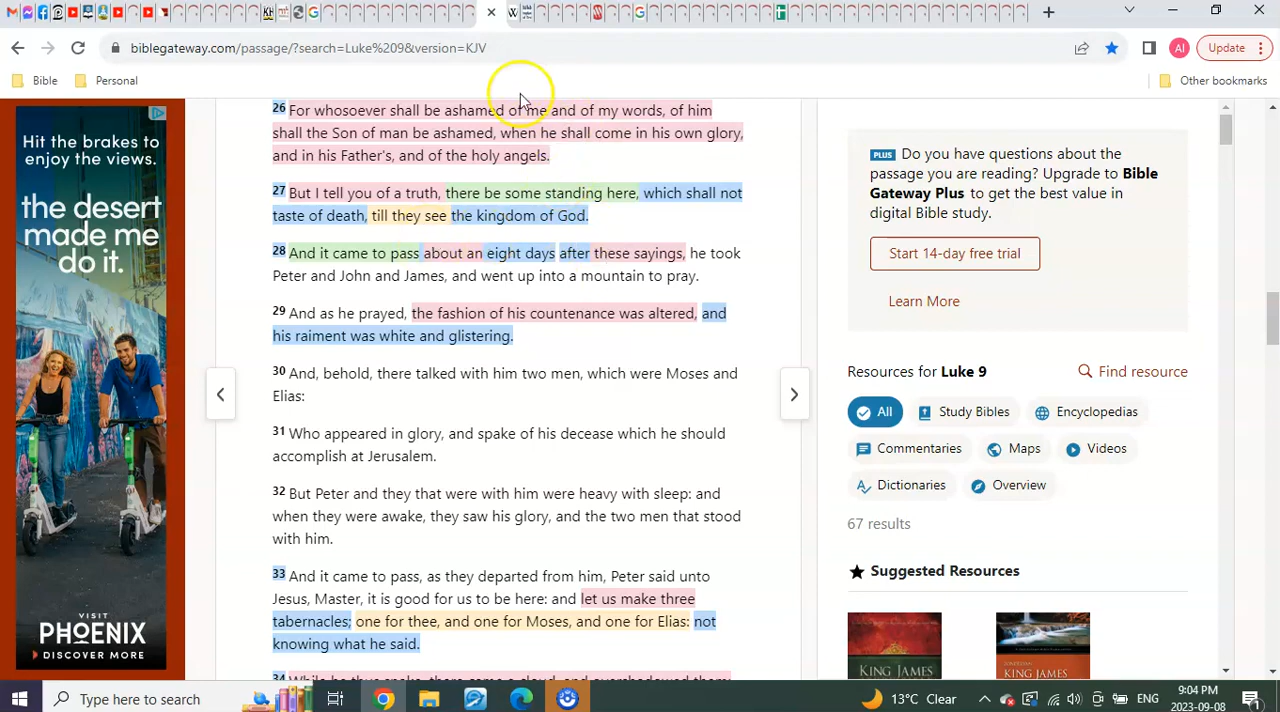 biblegateway.com/passage/?search=Luke%209&version=KJV
AI
Update
Bible
Personal
Other bookmarks
Hit the brakes to
enjoy the views.
the desert
made me
do it.
VISIT
PHOENIX
DISCOVER MORE
26 For whosoever shall be ashamed of me and of my words, of him
shall the Son of man be ashamed, when he shall come in his own glory,
and in his Father's, and of the holy angels.
27 But I tell you of a truth, there be some standing here, which shall not
taste of death, till they see the kingdom of God.
28 And it came to pass about an eight days after these sayings, he took
Peter and John and James, and went up into a mountain to pray.
29 And as he prayed, the fashion of his countenance was altered, and
his raiment was white and glistering.
30 And, behold, there talked with him two men, which were Moses and
Elias:
31 Who appeared in glory, and spake of his decease which he should
accomplish at Jerusalem.
32 But Peter and they that were with him were heavy with sleep: and
when they were awake, they saw his glory, and the two men that stood
with him.
33 And it came to pass, as they departed from him, Peter said unto
Jesus, Master, it is good for us to be here: and let us make three
tabernacles; one for thee, and one for Moses, and one for Elias: not
knowing what he said.
34 While he thus spake, there came a cloud, and overshadowed them:
PLUS Do you have questions about the
passage you are reading? Upgrade to Bible
Gateway Plus to get the best value in
digital Bible study.
Start 14-day free trial
Learn More
Resources for Luke 9
Find resource
All
Study Bibles
Encyclopedias
Commentaries
Maps
Videos
Dictionaries
Overview
67 results
Suggested Resources
KING JAMES
KING JAMES
Type here to search
13°C Clear
ENG
9:04 PM
2023-09-08